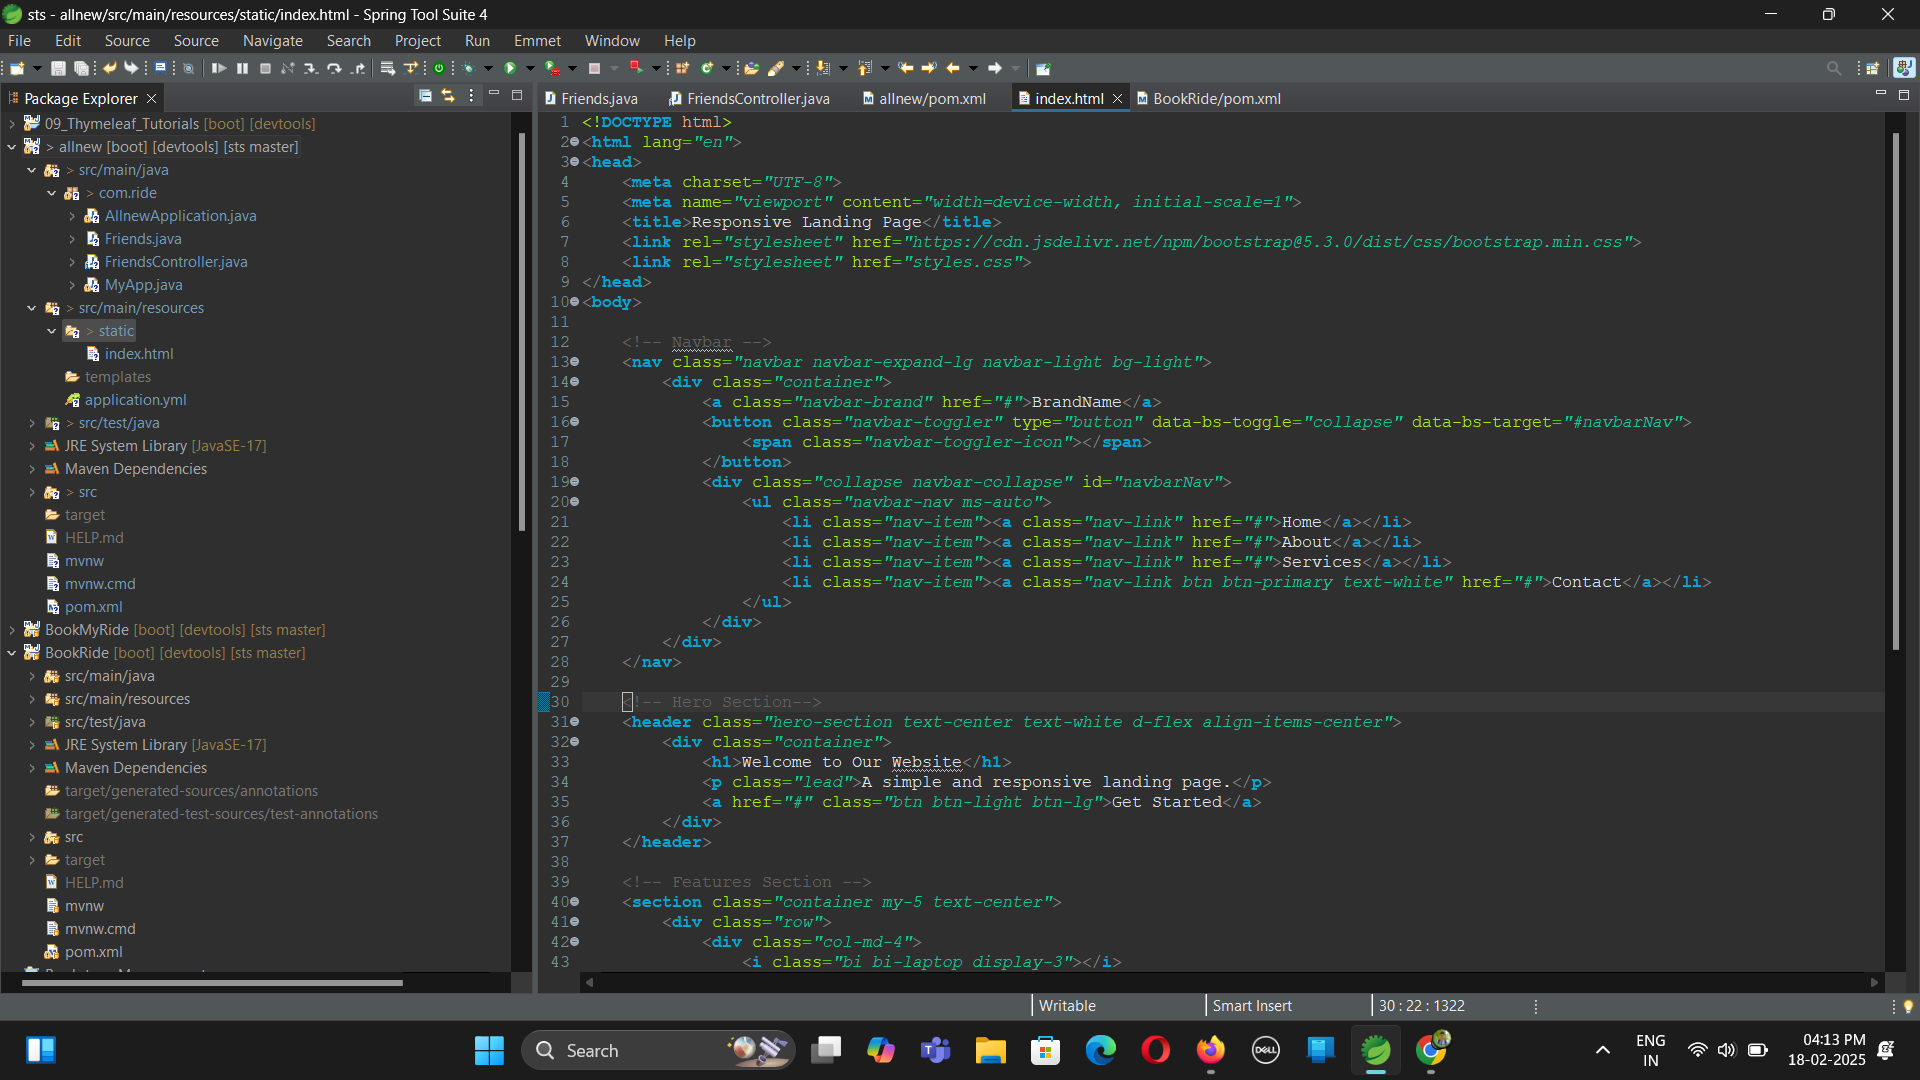 sts - allnew/src/main/resources/static/index.html - Spring Tool Suite 4
File Edit Source Source Navigate Search Project Run Emmet Window Help
Package Explorer
Friends.java FriendsController.java allnew/pom.xml index.html BookRide/pom.xml
09_Thymeleaf_Tutorials [boot] [devtools]
> allnew [boot] [devtools] [sts master]
> src/main/java
> com.ride
AllnewApplication.java
Friends.java
FriendsController.java
MyApp.java
> src/main/resources
> static
index.html
templates
application.yml
> src/test/java
JRE System Library [JavaSE-17]
Maven Dependencies
> src
target
HELP.md
mvnw
mvnw.cmd
pom.xml
BookMyRide [boot] [devtools] [sts master]
BookRide [boot] [devtools] [sts master]
src/main/java
src/main/resources
src/test/java
JRE System Library [JavaSE-17]
Maven Dependencies
target/generated-sources/annotations
target/generated-test-sources/test-annotations
src
target
HELP.md
mvnw
mvnw.cmd
pom.xml
1 <!DOCTYPE html>
2 <html lang="en">
3 <head>
4 <meta charset="UTF-8">
5 <meta name="viewport" content="width=device-width, initial-scale=1">
6 <title>Responsive Landing Page</title>
7 <link rel="stylesheet" href="https://cdn.jsdelivr.net/npm/bootstrap@5.3.0/dist/css/bootstrap.min.css">
8 <link rel="stylesheet" href="styles.css">
9 </head>
10 <body>
11
12 <!-- Navbar -->
13 <nav class="navbar navbar-expand-lg navbar-light bg-light">
14 <div class="container">
15 <a class="navbar-brand" href="#">BrandName</a>
16 <button class="navbar-toggler" type="button" data-bs-toggle="collapse" data-bs-target="#navbarNav">
17 <span class="navbar-toggler-icon"></span>
18 </button>
19 <div class="collapse navbar-collapse" id="navbarNav">
20 <ul class="navbar-nav ms-auto">
21 <li class="nav-item"><a class="nav-link" href="#">Home</a></li>
22 <li class="nav-item"><a class="nav-link" href="#">About</a></li>
23 <li class="nav-item"><a class="nav-link" href="#">Services</a></li>
24 <li class="nav-item"><a class="nav-link btn btn-primary text-white" href="#">Contact</a></li>
25 </ul>
26 </div>
27 </div>
28 </nav>
29
30 <!-- Hero Section-->
31 <header class="hero-section text-center text-white d-flex align-items-center">
32 <div class="container">
33 <h1>Welcome to Our Website</h1>
34 <p class="lead">A simple and responsive landing page.</p>
35 <a href="#" class="btn btn-light btn-lg">Get Started</a>
36 </div>
37 </header>
38
39 <!-- Features Section -->
40 <section class="container my-5 text-center">
41 <div class="row">
42 <div class="col-md-4">
43 <i class="bi bi-laptop display-3"></i>
Writable Smart Insert 30 : 22 : 1322
Search
DELL
ENG
IN
04:13 PM
18-02-2025